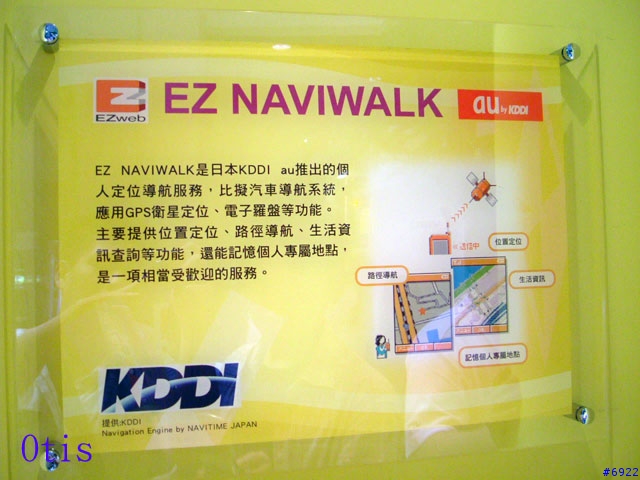 EZweb
EZ NAVIWALK
au by KDDI
EZ NAVIWALK是日本KDDI au推出的個
人定位導航服務，比擬汽車導航系統，
應用GPS衛星定位、電子羅盤等功能。
主要提供位置定位、路徑導航、生活資
訊查詢等功能，還能記憶個人專屬地點，
是一項相當受歡迎的服務。
位置定位
路徑導航
生活資訊
記憶個人專屬地點
KDDI
提供:KDDI
Navigation Engine by NAVITIME JAPAN
Otis
#6922